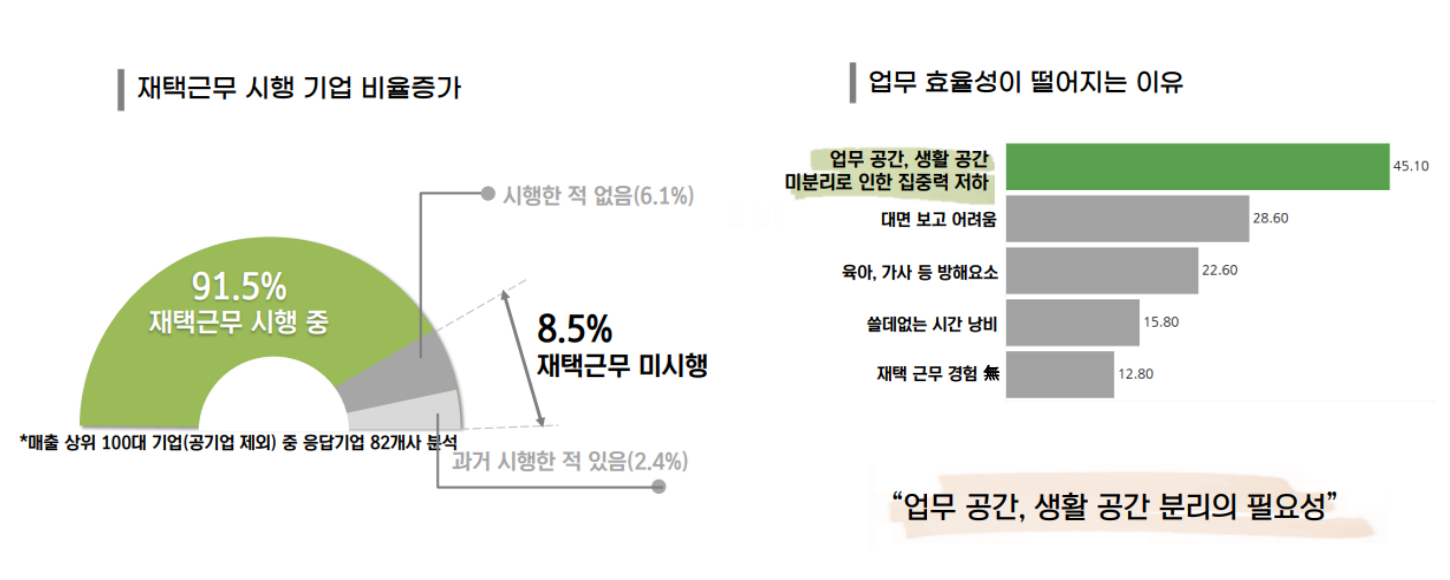 재택근무 시행 기업 비율증가
시행한 적 없음(6.1%)
91.5%
재택근무 시행 중
8.5%
재택근무 미시행
*매출 상위 100대 기업(공기업 제외) 중 응답기업 82개사 분석
과거 시행한 적 있음(2.4%)
업무 효율성이 떨어지는 이유
업무 공간, 생활 공간
미분리로 인한 집중력 저하
45.10
대면 보고 어려움
28.60
육아, 가사 등 방해요소
22.60
쓸데없는 시간 낭비
15.80
재택 근무 경험 無
12.80
“업무 공간, 생활 공간 분리의 필요성”